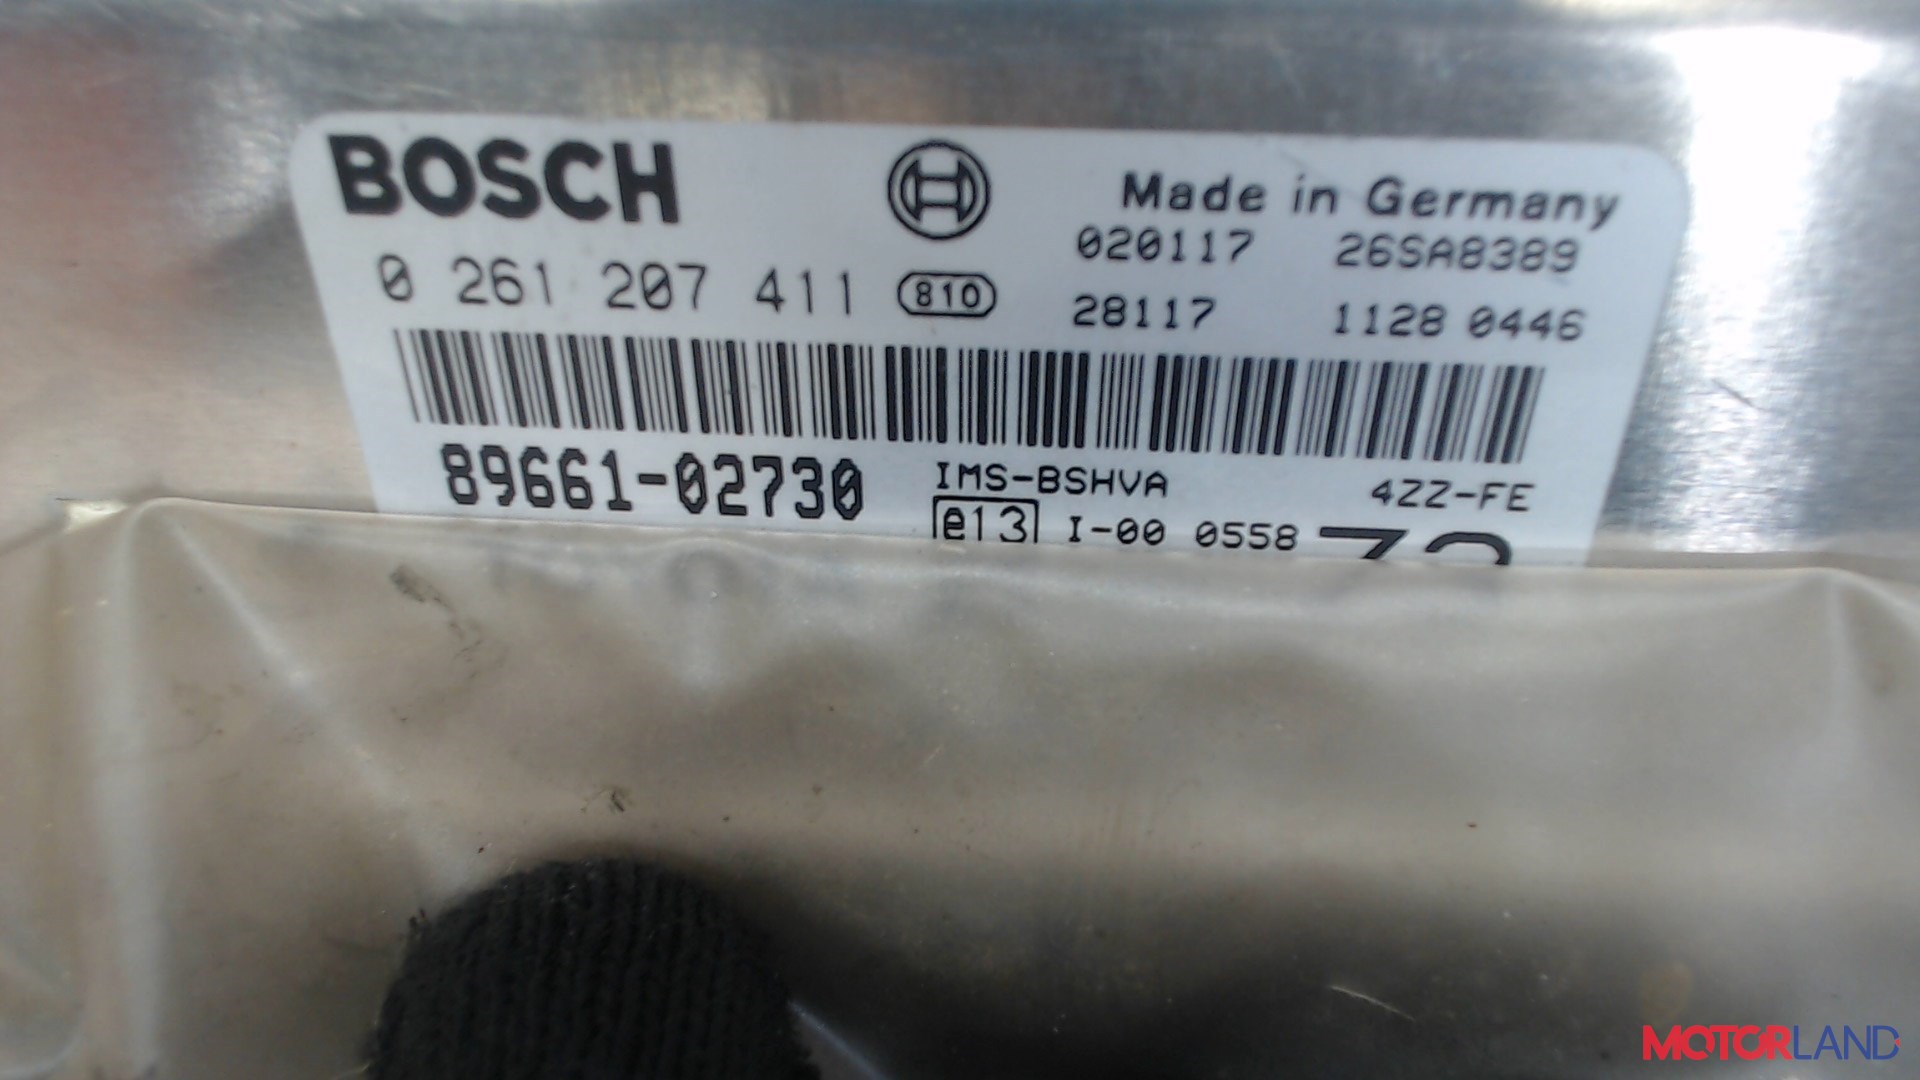 BOSCH
Made in Germany
0 261 207 411 810
020117 26SA8389
28117 1128 0446
89661-02730
IMS-BSHVA
4ZZ-FE
e13 I-00 0558
MOTORLAND